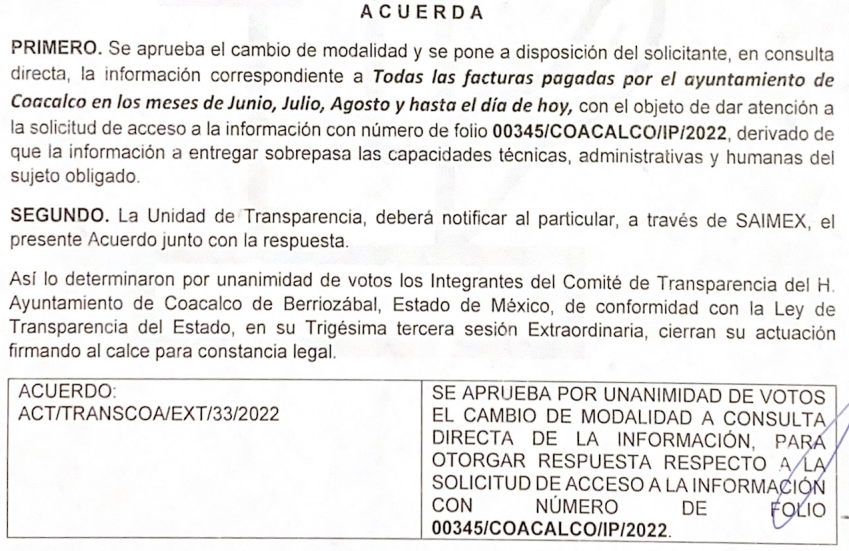 ACUERDA
PRIMERO. Se aprueba el cambio de modalidad y se pone a disposición del solicitante, en consulta
directa, la información correspondiente a Todas las facturas pagadas por el ayuntamiento de
Coacalco en los meses de Junio, Julio, Agosto y hasta el día de hoy, con el objeto de dar atención a
la solicitud de acceso a la información con número de folio 00345/COACALCO/IP/2022, derivado de
que la información a entregar sobrepasa las capacidades técnicas, administrativas y humanas del
sujeto obligado.
SEGUNDO. La Unidad de Transparencia, deberá notificar al particular, a través de SAIMEX, el
presente Acuerdo junto con la respuesta.
Así lo determinaron por unanimidad de votos los Integrantes del Comité de Transparencia del H.
Ayuntamiento de Coacalco de Berriozábal, Estado de México, de conformidad con la Ley de
Transparencia del Estado, en su Trigésima tercera sesión Extraordinaria, cierran su actuación
firmando al calce para constancia legal.
ACUERDO:
ACT/TRANSCOA/EXT/33/2022
SE APRUEBA POR UNANIMIDAD DE VOTOS
EL CAMBIO DE MODALIDAD A CONSULTA
DIRECTA DE LA INFORMACIÓN, PARA
OTORGAR RESPUESTA RESPECTO A LA
SOLICITUD DE ACCESO A LA INFORMACIÓN
CON NÚMERO DE FOLIO
00345/COACALCO/IP/2022.